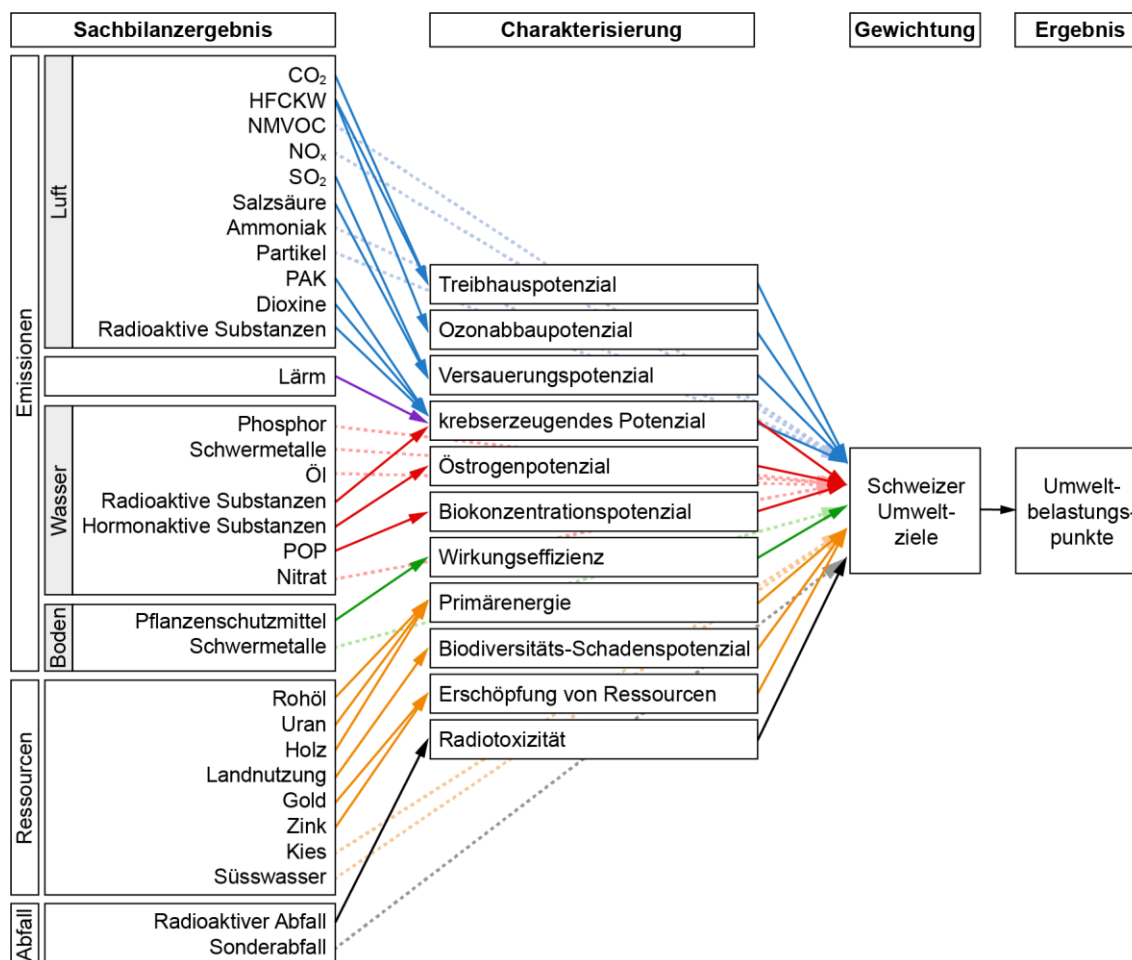 Sachbilanzergebnis
Charakterisierung
Gewichtung
Ergebnis
Emissionen
Luft
CO₂
HFCKW
NMVOC
NOₓ
SO₂
Salzsäure
Ammoniak
Partikel
PAK
Dioxine
Radioaktive Substanzen
Lärm
Wasser
Phosphor
Schwermetalle
Öl
Radioaktive Substanzen
Hormonaktive Substanzen
POP
Nitrat
Boden
Pflanzenschutzmittel
Schwermetalle
Ressourcen
Rohöl
Uran
Holz
Landnutzung
Gold
Zink
Kies
Süsswasser
Abfall
Radioaktiver Abfall
Sonderabfall
Treibhauspotenzial
Ozonabbaupotenzial
Versauerungspotenzial
krebserzeugendes Potenzial
Östrogenpotenzial
Biokonzentrationspotenzial
Wirkungseffizienz
Primärenergie
Biodiversitäts-Schadenspotenzial
Erschöpfung von Ressourcen
Radiotoxizität
Schweizer
Umwelt-
ziele
Umwelt-
belastungs-
punkte